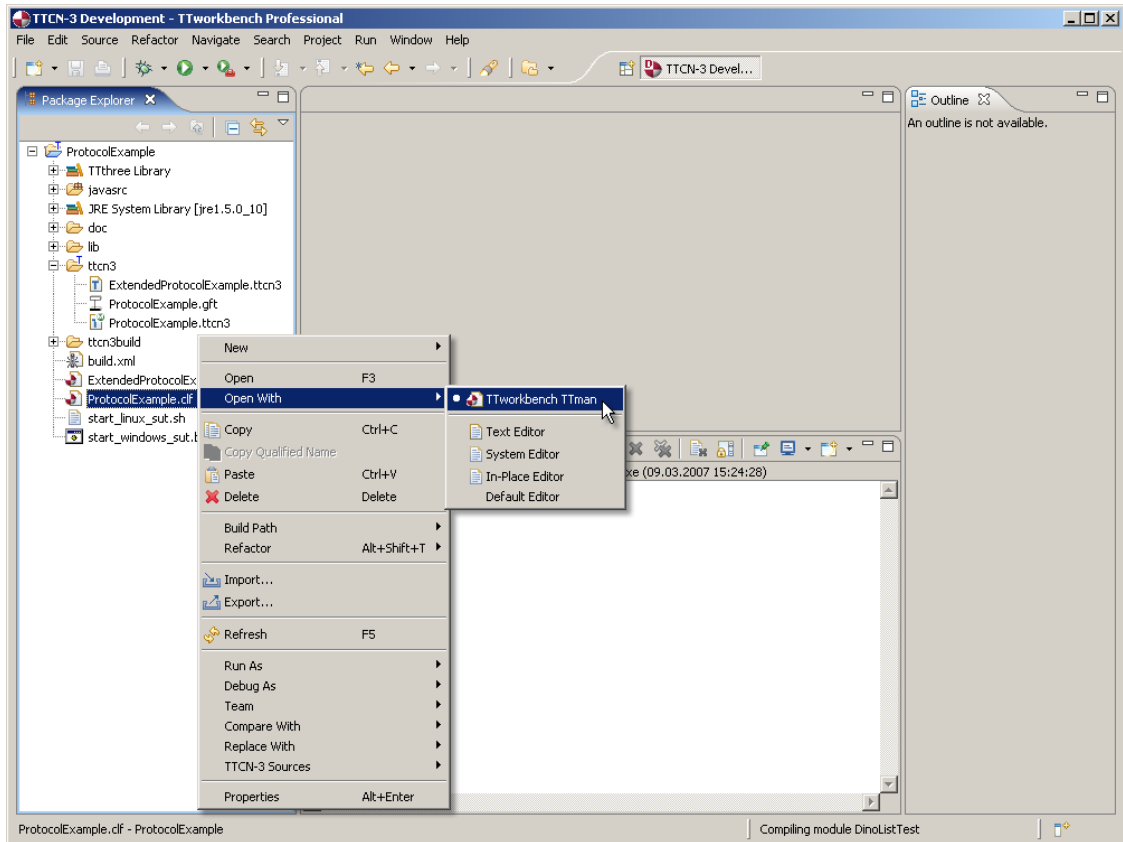 TTCN-3 Development - TTworkbench Professional
File Edit Source Refactor Navigate Search Project Run Window Help
TTCN-3 Devel...
Package Explorer
ProtocolExample
TTthree Library
javasrc
JRE System Library [jre1.5.0_10]
doc
lib
ttcn3
ExtendedProtocolExample.ttcn3
ProtocolExample.gft
ProtocolExample.ttcn3
ttcn3build
build.xml
ExtendedProtocolEx
ProtocolExample.clf
start_linux_sut.sh
start_windows_sut.b
New
Open F3
Open With
Copy Ctrl+C
Copy Qualified Name
Paste Ctrl+V
Delete Delete
Build Path
Refactor Alt+Shift+T
Import...
Export...
Refresh F5
Run As
Debug As
Team
Compare With
Replace With
TTCN-3 Sources
Properties Alt+Enter
TTworkbench TTman
Text Editor
System Editor
In-Place Editor
Default Editor
xe (09.03.2007 15:24:28)
Outline
An outline is not available.
ProtocolExample.clf - ProtocolExample
Compiling module DinoListTest